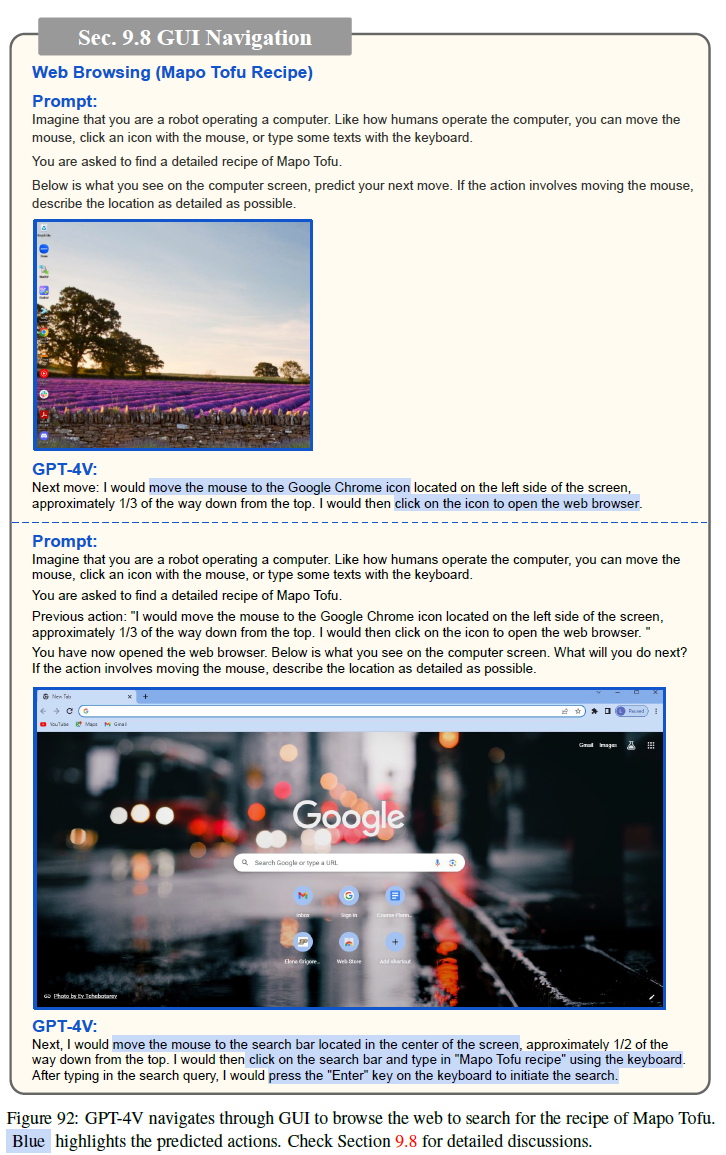 Sec. 9.8 GUI Navigation
Web Browsing (Mapo Tofu Recipe)
Prompt:
Imagine that you are a robot operating a computer. Like how humans operate the computer, you can move the
mouse, click an icon with the mouse, or type some texts with the keyboard.
You are asked to find a detailed recipe of Mapo Tofu.
Below is what you see on the computer screen, predict your next move. If the action involves moving the mouse,
describe the location as detailed as possible.
GPT-4V:
Next move: I would move the mouse to the Google Chrome icon located on the left side of the screen,
approximately 1/3 of the way down from the top. I would then click on the icon to open the web browser.
Prompt:
Imagine that you are a robot operating a computer. Like how humans operate the computer, you can move the
mouse, click an icon with the mouse, or type some texts with the keyboard.
You are asked to find a detailed recipe of Mapo Tofu.
Previous action: "I would move the mouse to the Google Chrome icon located on the left side of the screen,
approximately 1/3 of the way down from the top. I would then click on the icon to open the web browser. "
You have now opened the web browser. Below is what you see on the computer screen. What will you do next?
If the action involves moving the mouse, describe the location as detailed as possible.
New Tab
Paused
YouTube Maps Gmail
Gmail Images
Google
Search Google or type a URL
Inbox Sign in
Web Store Add shortcut
Photo by Ev Tchebotarev
GPT-4V:
Next, I would move the mouse to the search bar located in the center of the screen, approximately 1/2 of the
way down from the top. I would then click on the search bar and type in "Mapo Tofu recipe" using the keyboard.
After typing in the search query, I would press the "Enter" key on the keyboard to initiate the search.
Figure 92: GPT-4V navigates through GUI to browse the web to search for the recipe of Mapo Tofu.
Blue highlights the predicted actions. Check Section 9.8 for detailed discussions.